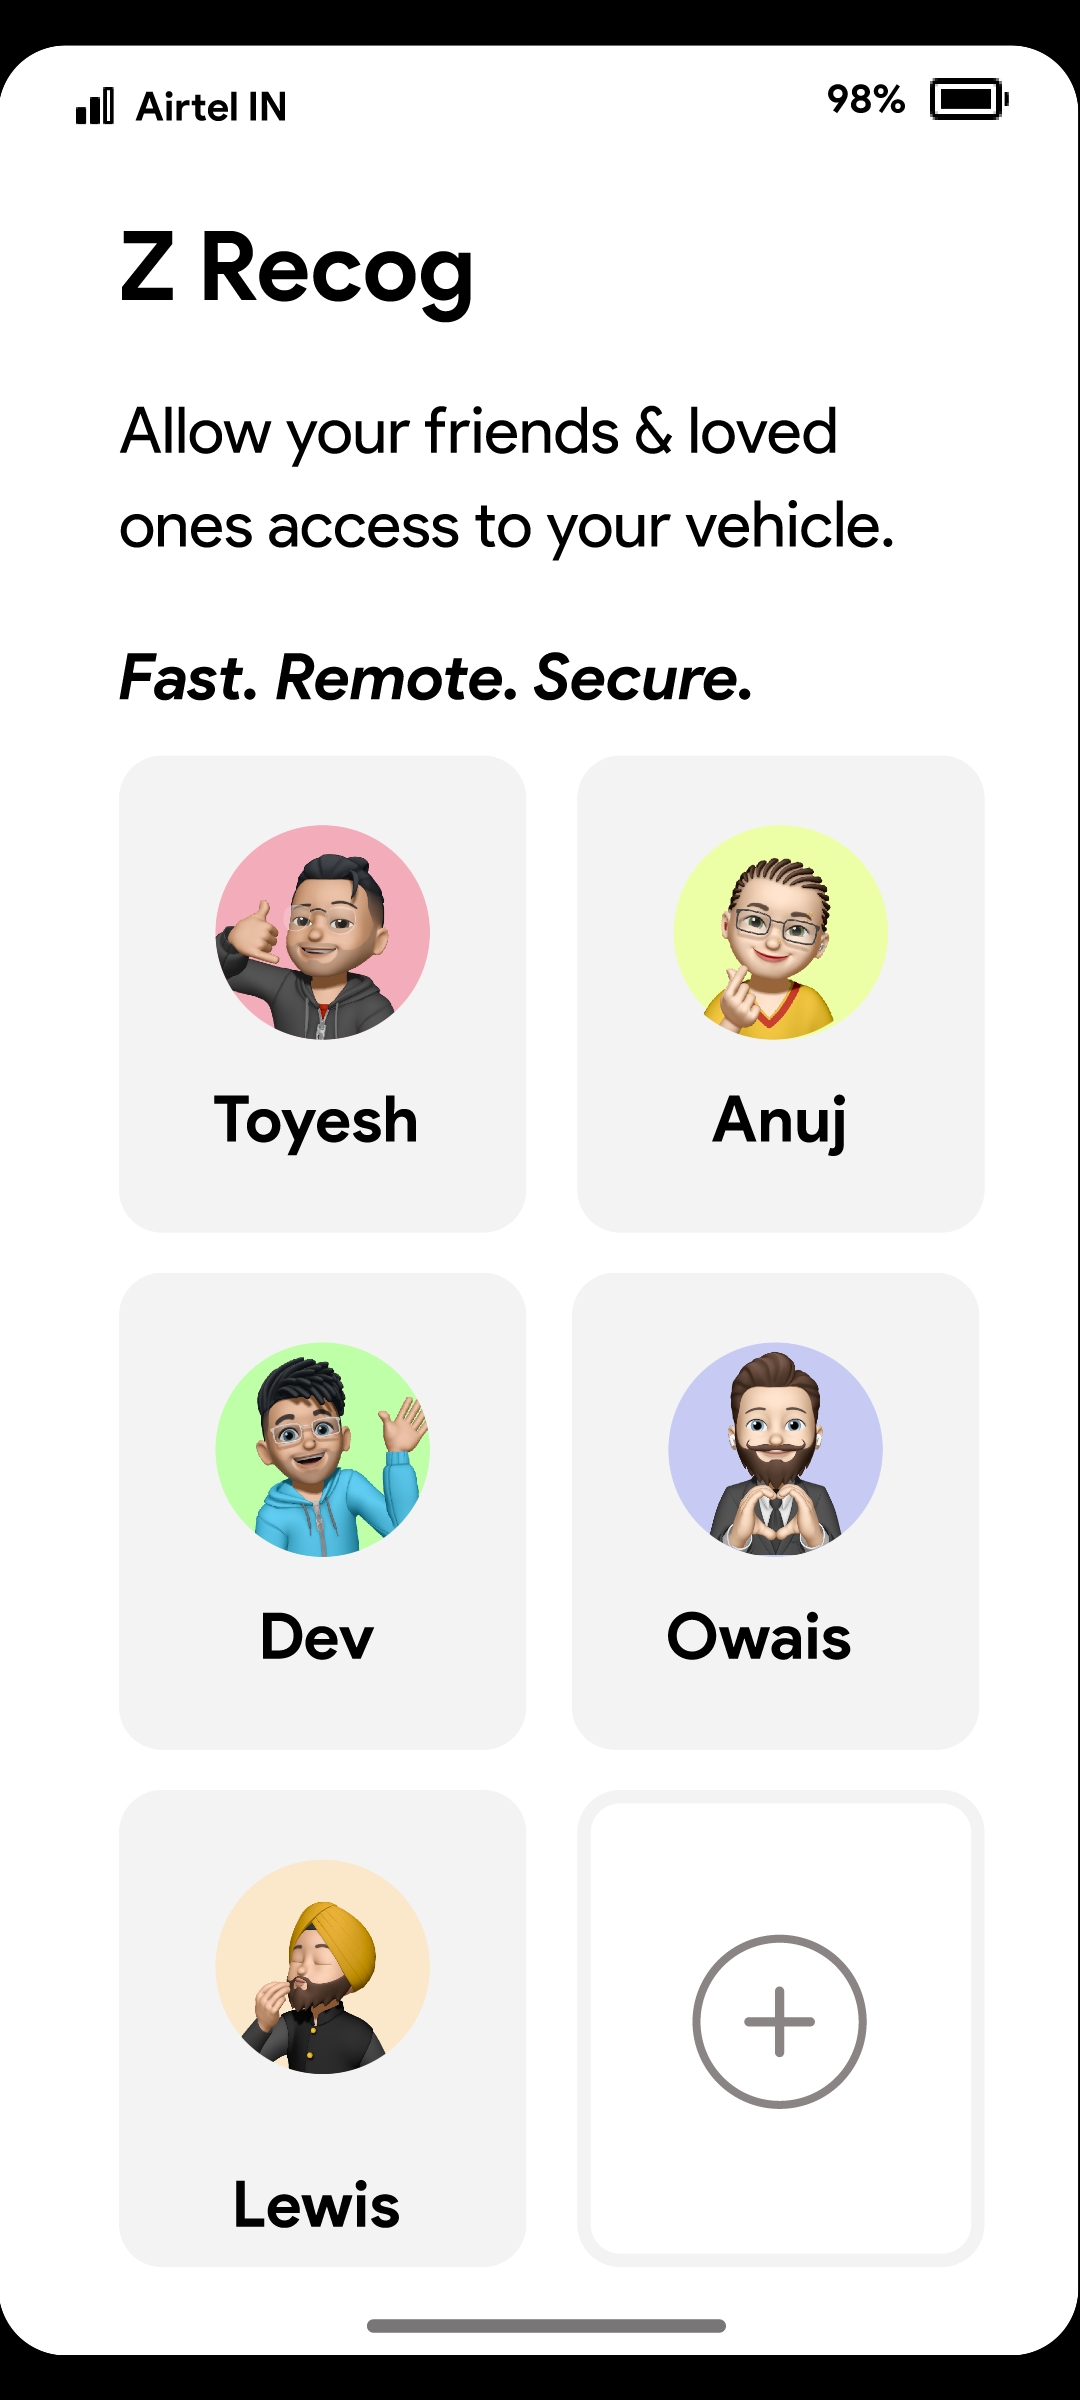 Airtel IN
98%
Z Recog
Allow your friends & loved
ones access to your vehicle.
Fast. Remote. Secure.
Toyesh
Anuj
Dev
Owais
Lewis